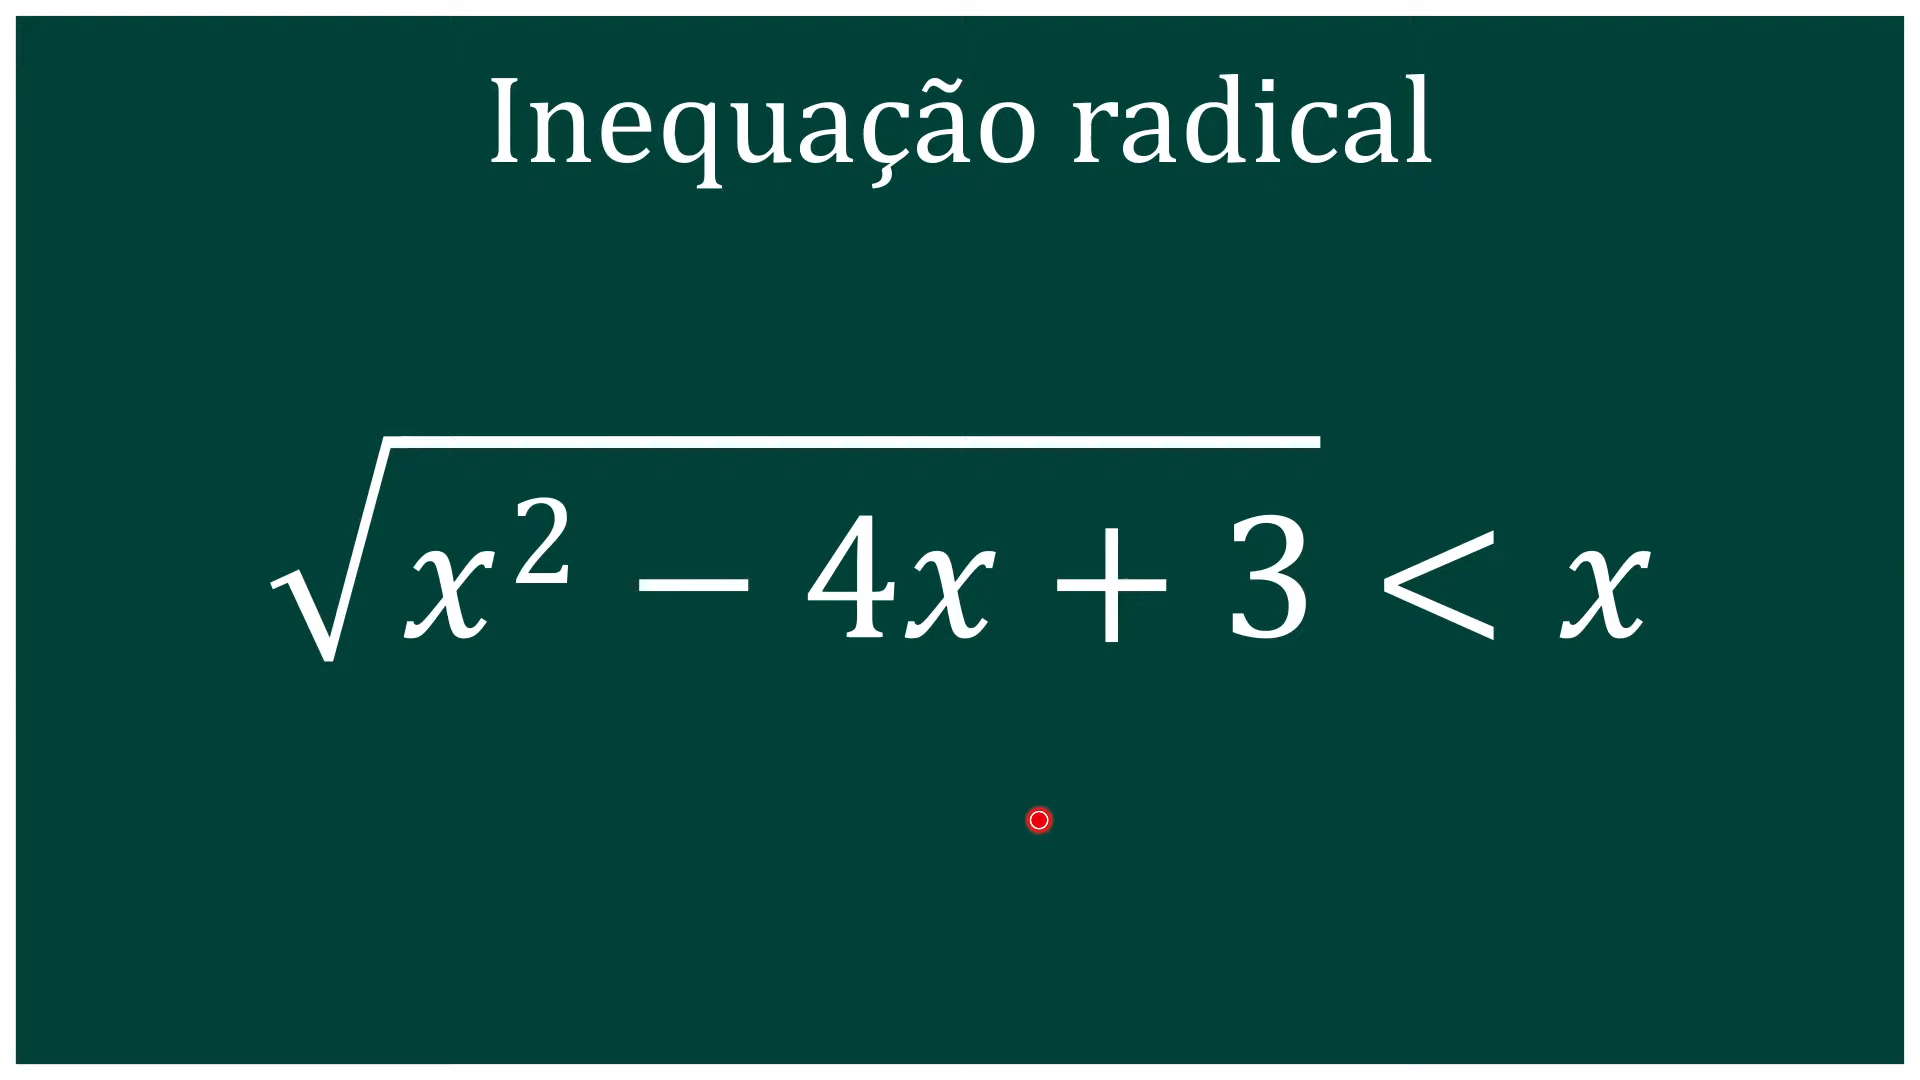 Inequação radical
√(x² − 4x + 3) < x